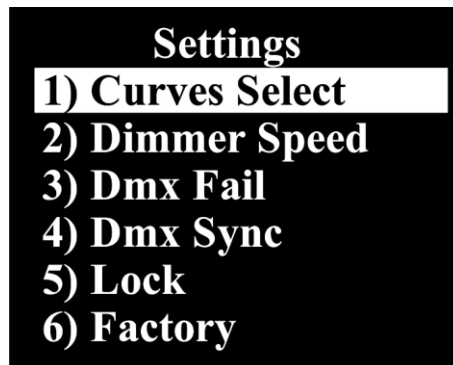 Settings
1) Curves Select
2) Dimmer Speed
3) Dmx Fail
4) Dmx Sync
5) Lock
6) Factory